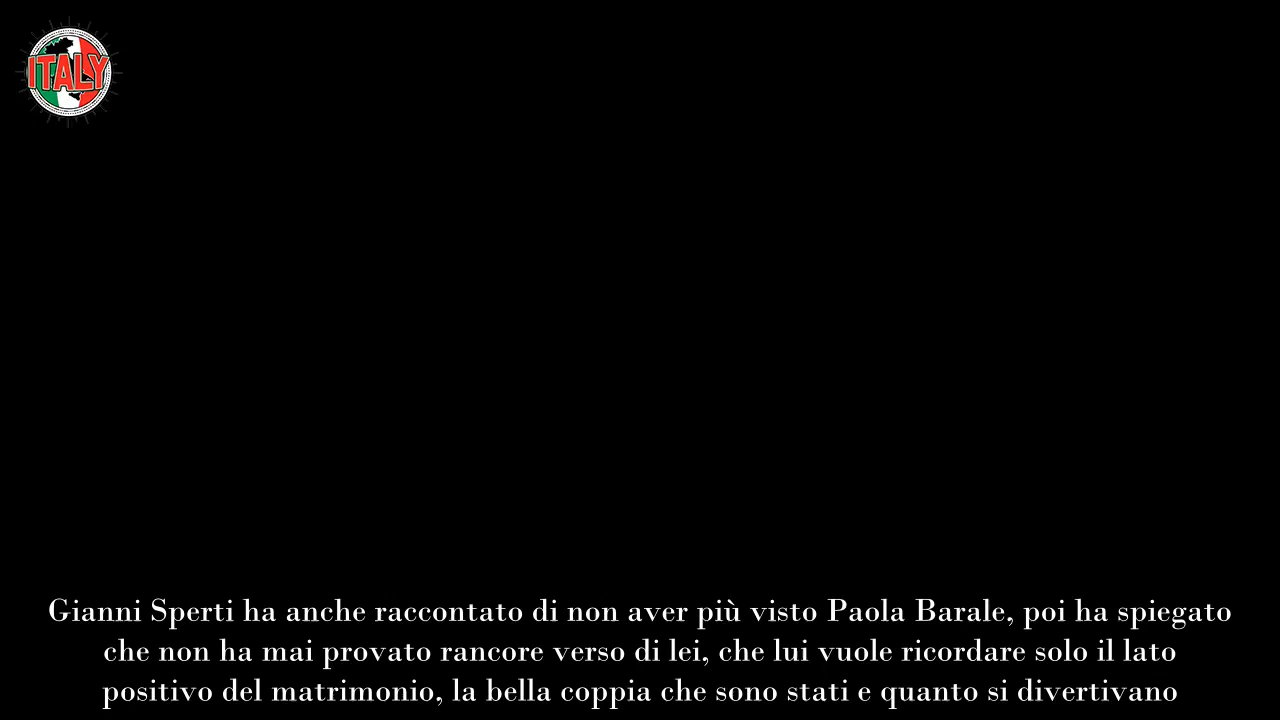 ITALY
Gianni Sperti ha anche raccontato di non aver più visto Paola Barale, poi ha spiegato
che non ha mai provato rancore verso di lei, che lui vuole ricordare solo il lato
positivo del matrimonio, la bella coppia che sono stati e quanto si divertivano